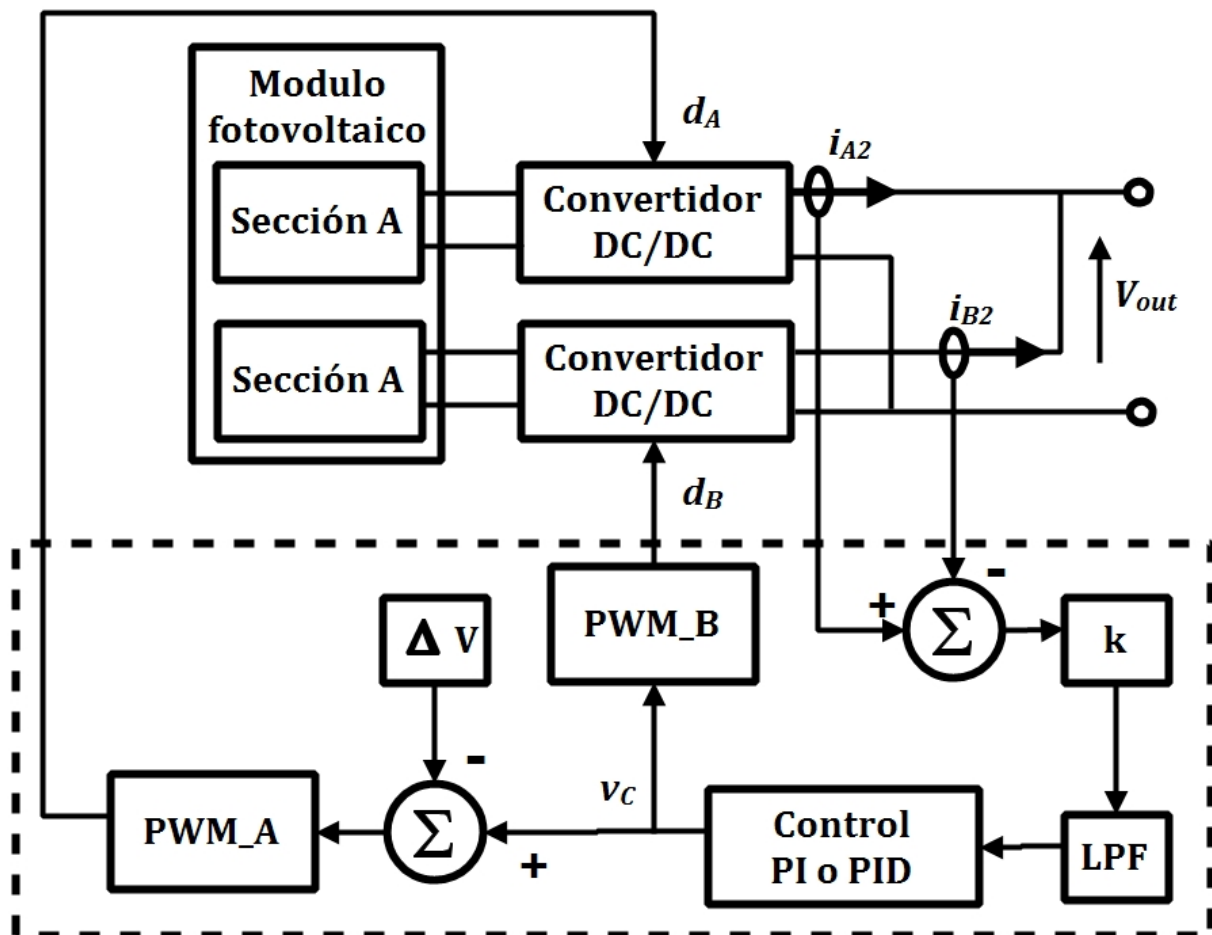 Modulo
fotovoltaico
d_A
i_A2
Sección A
Convertidor
DC/DC
V_out
i_B2
Sección A
Convertidor
DC/DC
d_B
-
Δ V
PWM_B
+
Σ
k
-
v_C
PWM_A
Σ
+
Control
PI o PID
LPF